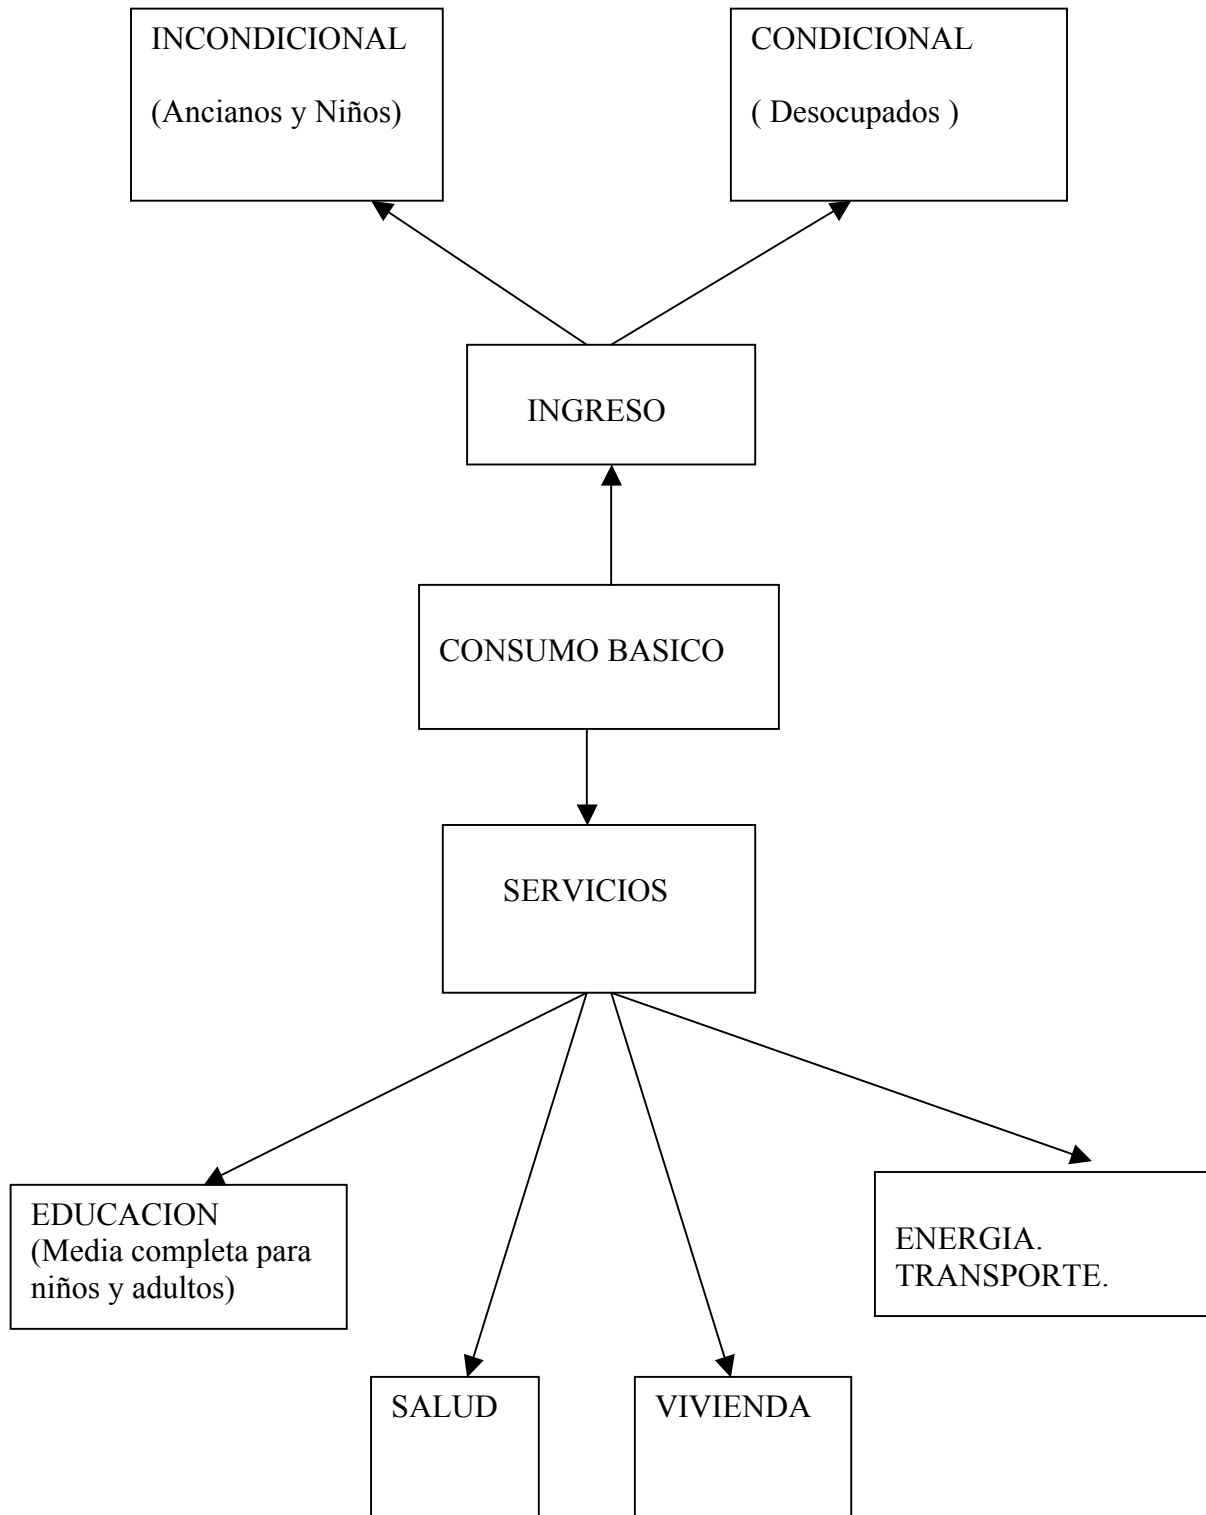 INCONDICIONAL
(Ancianos y Niños)
CONDICIONAL
( Desocupados )
INGRESO
CONSUMO BASICO
SERVICIOS
EDUCACION
(Media completa para
niños y adultos)
ENERGIA.
TRANSPORTE.
SALUD
VIVIENDA